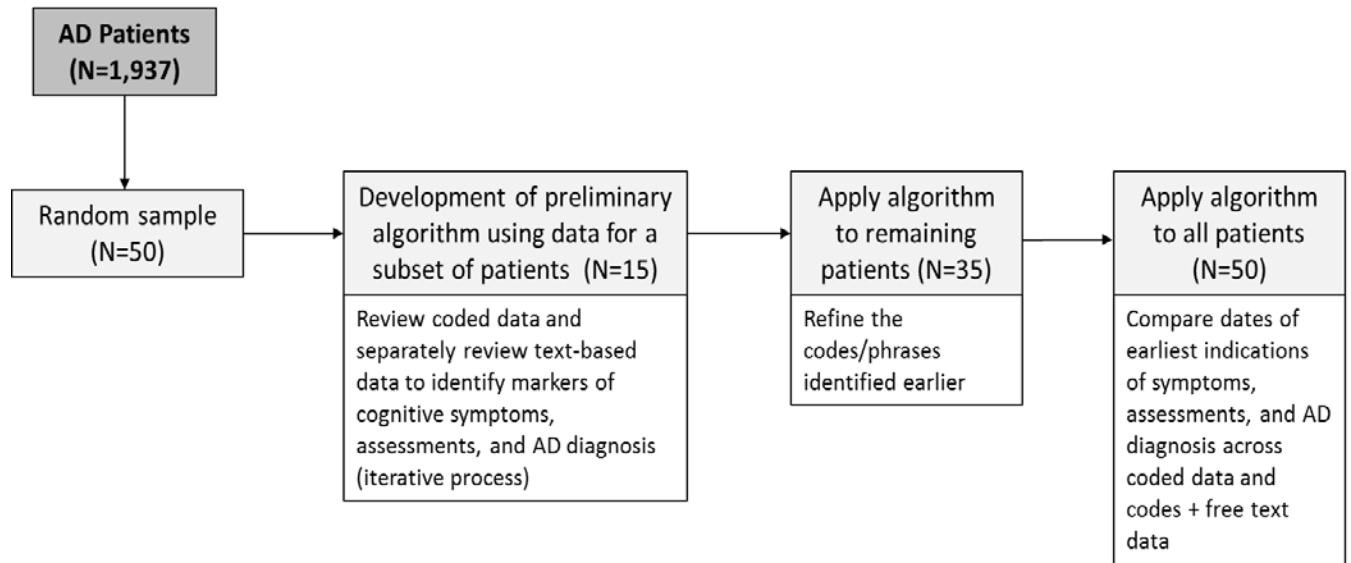 AD Patients
(N=1,937)
Random sample
(N=50)
Development of preliminary
algorithm using data for a
subset of patients (N=15)
Review coded data and
separately review text-based
data to identify markers of
cognitive symptoms,
assessments, and AD diagnosis
(iterative process)
Apply algorithm
to remaining
patients (N=35)
Refine the
codes/phrases
identified earlier
Apply algorithm
to all patients
(N=50)
Compare dates of
earliest indications
of symptoms,
assessments, and AD
diagnosis across
coded data and
codes + free text
data